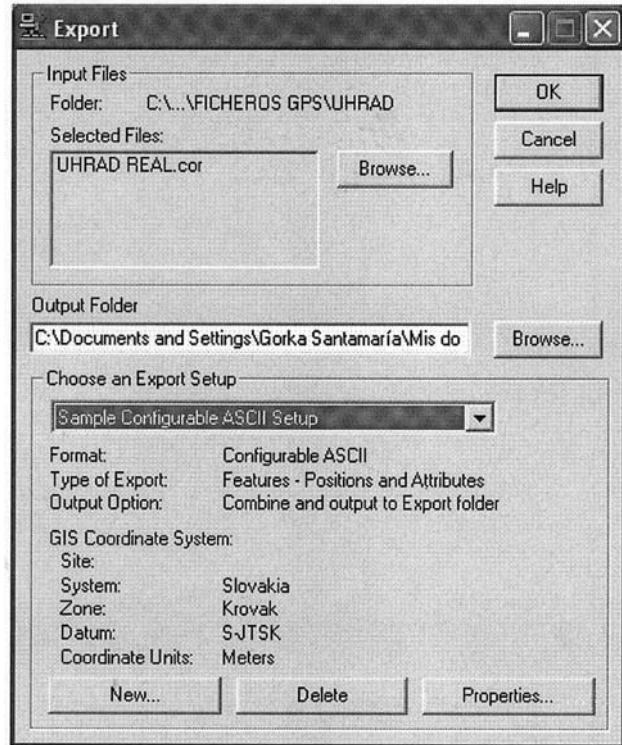 Export
Input Files
Folder: C:\...\FICHEROS GPS\UHRAD
Selected Files:
UHRAD REAL.cor
Browse...
OK
Cancel
Help
Output Folder
C:\Documents and Settings\Gorka Santamaría\Mis do
Browse...
Choose an Export Setup
Sample Configurable ASCII Setup
Format: Configurable ASCII
Type of Export: Features - Positions and Attributes
Output Option: Combine and output to Export folder
GIS Coordinate System:
Site:
System: Slovakia
Zone: Krovak
Datum: S-JTSK
Coordinate Units: Meters
New... Delete Properties...